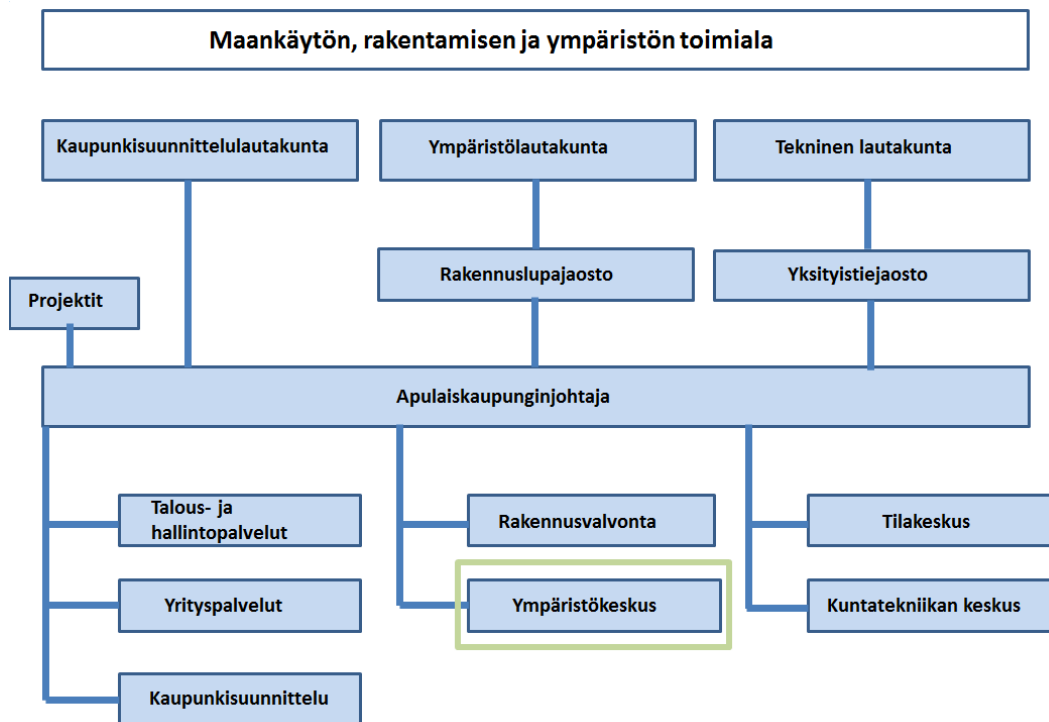 Maankäytön, rakentamisen ja ympäristön toimiala
Kaupunkisuunnittelulautakunta
Ympäristölautakunta
Tekninen lautakunta
Rakennuslupajaosto
Yksityistiejaosto
Projektit
Apulaiskaupunginjohtaja
Talous- ja
hallintopalvelut
Rakennusvalvonta
Tilakeskus
Yrityspalvelut
Ympäristökeskus
Kuntatekniikan keskus
Kaupunkisuunnittelu